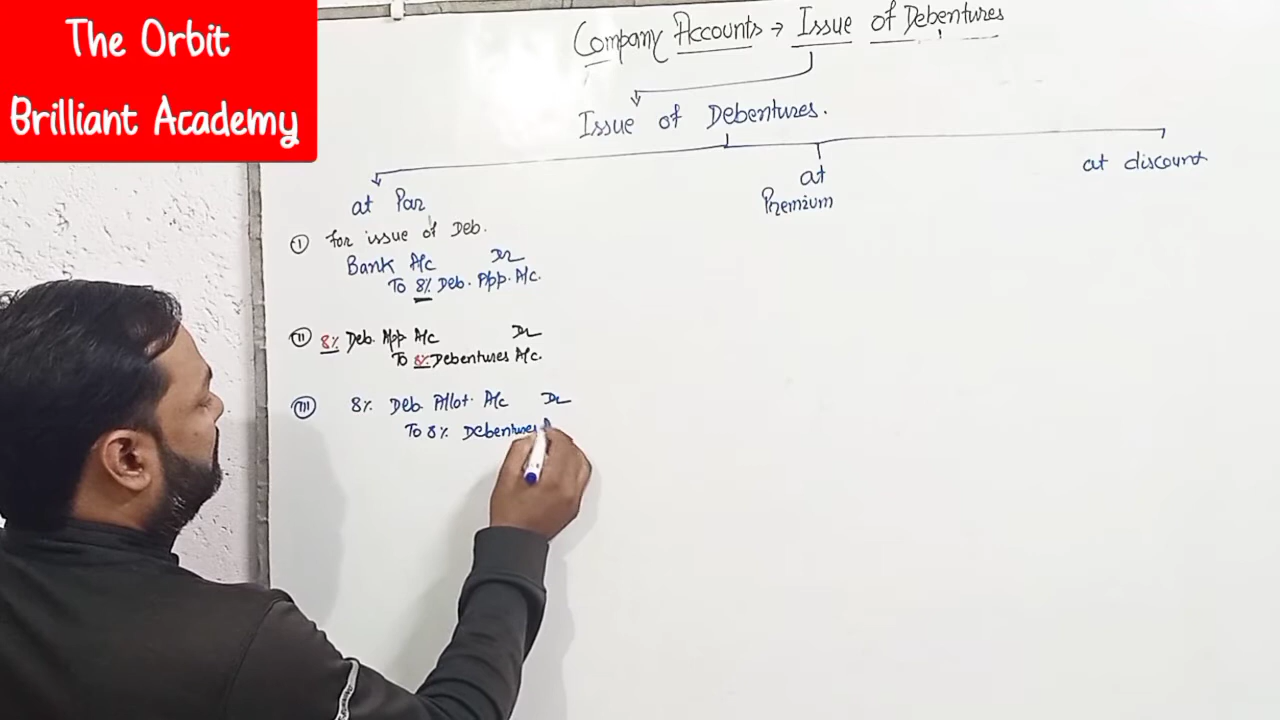 The Orbit
Brilliant Academy
Company Accounts → Issue of Debentures
Issue of Debentures.
at Par
at
Premium
at discount
I for issue of Deb.
Bank A/c Dr
To 8% Deb. App. A/c.
II 8% Deb. App A/c Dr
To 8% Debentures A/c.
III 8% Deb. Allot. A/c Dr
To 8% Debentures